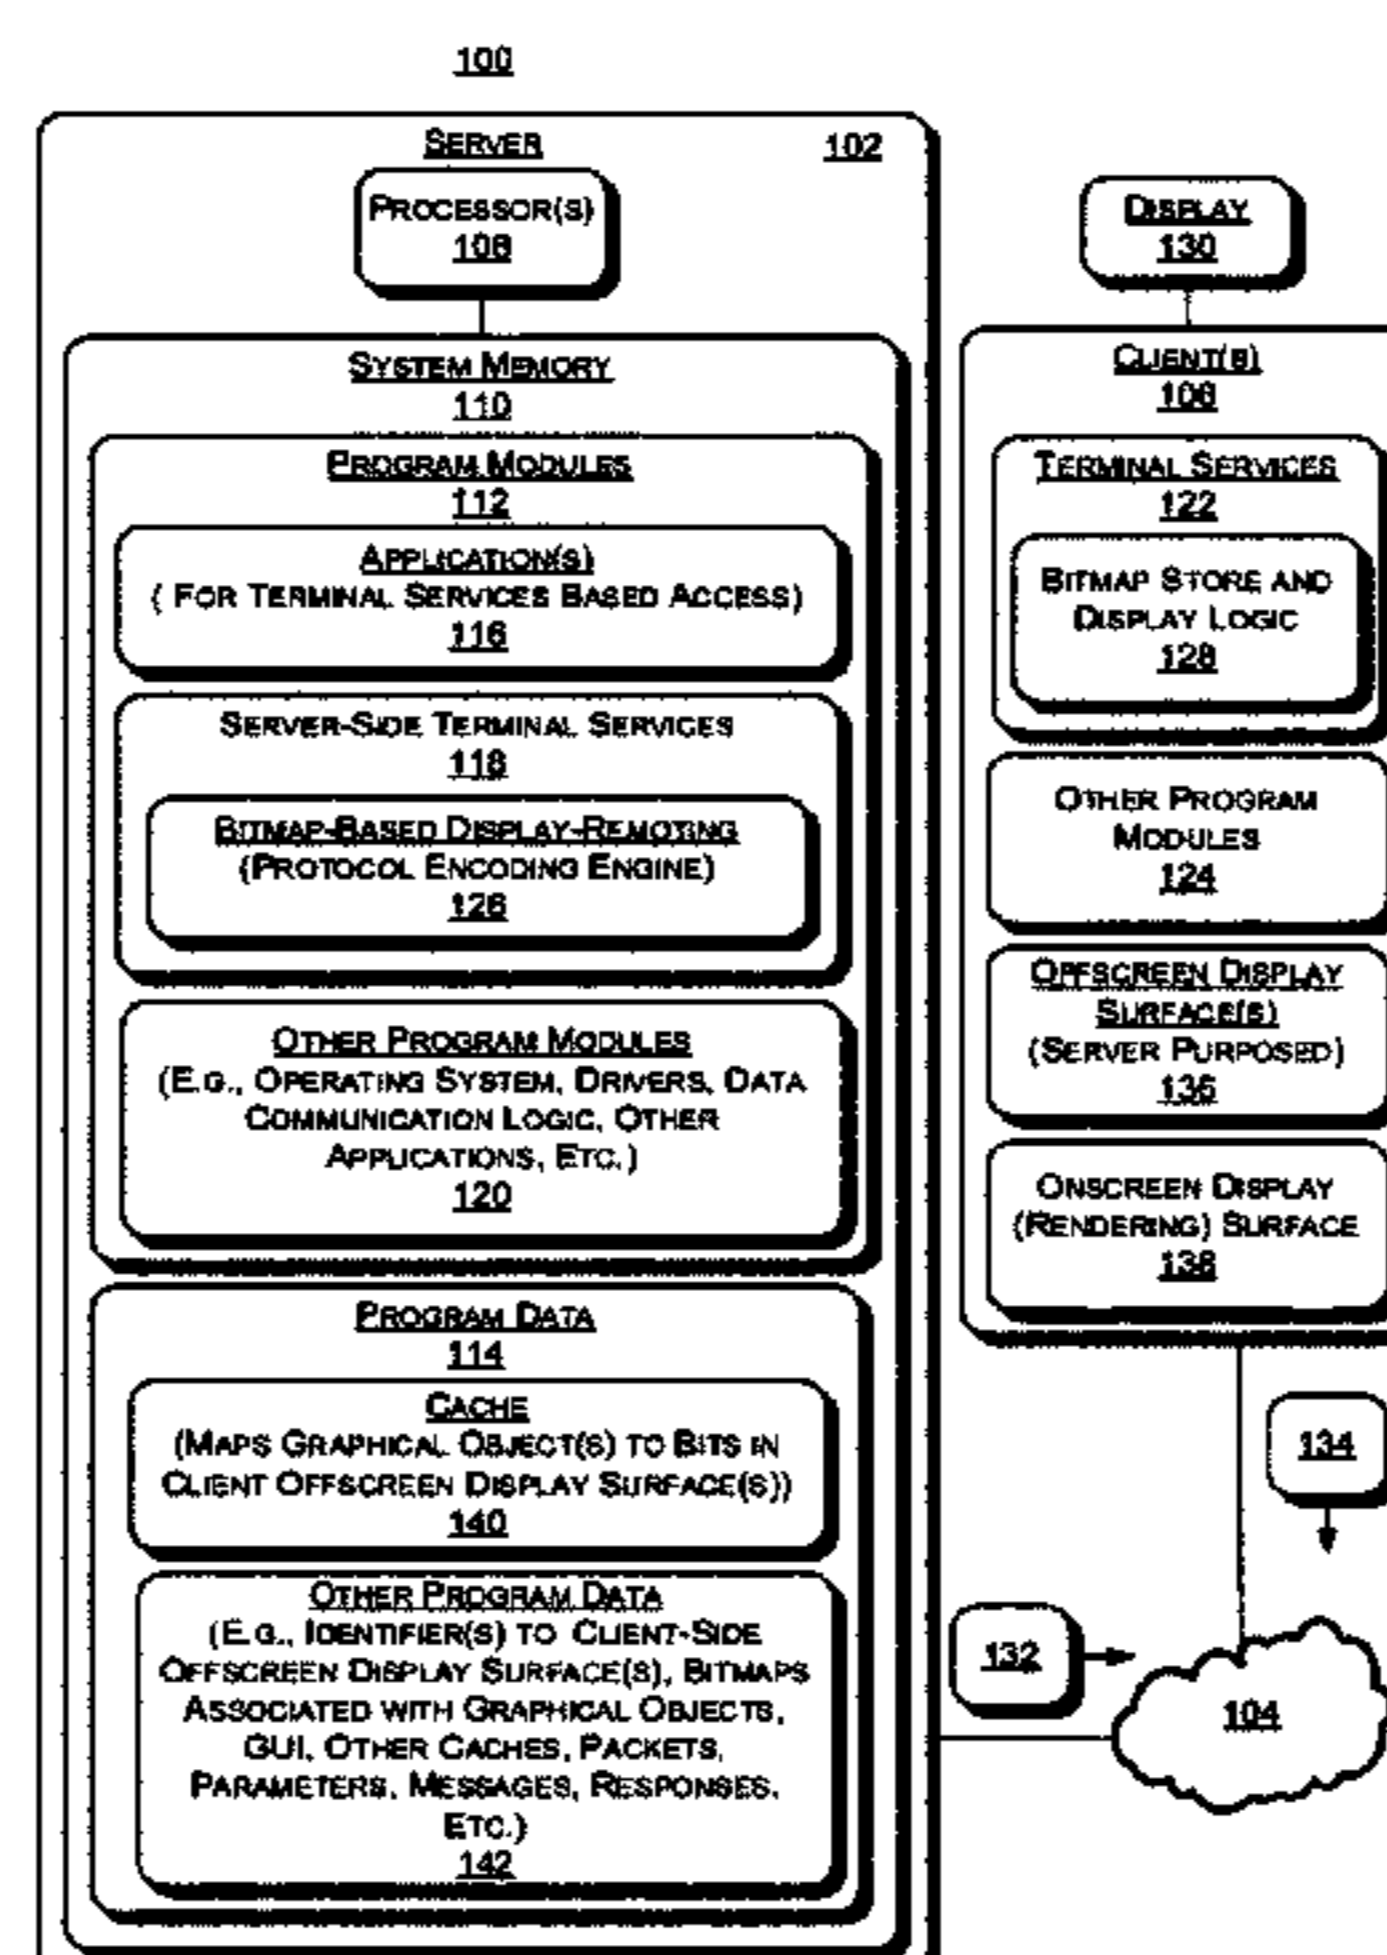 100
SERVER
102
PROCESSOR(S)
108
SYSTEM MEMORY
110
PROGRAM MODULES
112
APPLICATION(S)
( FOR TERMINAL SERVICES BASED ACCESS)
116
SERVER-SIDE TERMINAL SERVICES
118
BITMAP-BASED DISPLAY-REMOTING
(PROTOCOL ENCODING ENGINE)
126
OTHER PROGRAM MODULES
(E.G., OPERATING SYSTEM, DRIVERS, DATA
COMMUNICATION LOGIC, OTHER
APPLICATIONS, ETC.)
120
PROGRAM DATA
114
CACHE
(MAPS GRAPHICAL OBJECT(S) TO BITS IN
CLIENT OFFSCREEN DISPLAY SURFACE(S))
140
OTHER PROGRAM DATA
(E.G., IDENTIFIER(S) TO CLIENT-SIDE
OFFSCREEN DISPLAY SURFACE(S), BITMAPS
ASSOCIATED WITH GRAPHICAL OBJECTS,
GUI, OTHER CACHES, PACKETS,
PARAMETERS, MESSAGES, RESPONSES,
ETC.)
142
DISPLAY
130
CLIENT(S)
106
TERMINAL SERVICES
122
BITMAP STORE AND
DISPLAY LOGIC
128
OTHER PROGRAM
MODULES
124
OFFSCREEN DISPLAY
SURFACE(S)
(SERVER PURPOSED)
136
ONSCREEN DISPLAY
(RENDERING) SURFACE
138
134
132
104